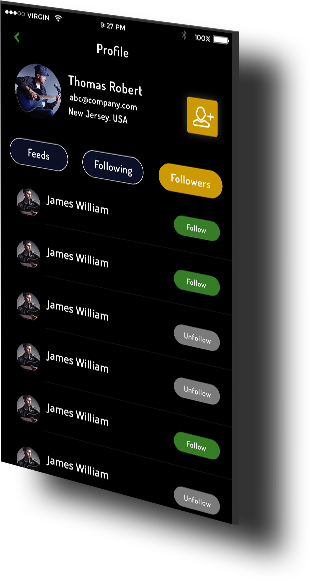 VIRGIN 9:27 PM 100%
Profile
Thomas Robert
abc@company.com
New Jersey. USA
Feeds Following Followers
James William Follow
James William Follow
James William Unfollow
James William Unfollow
James William Follow
James William Unfollow